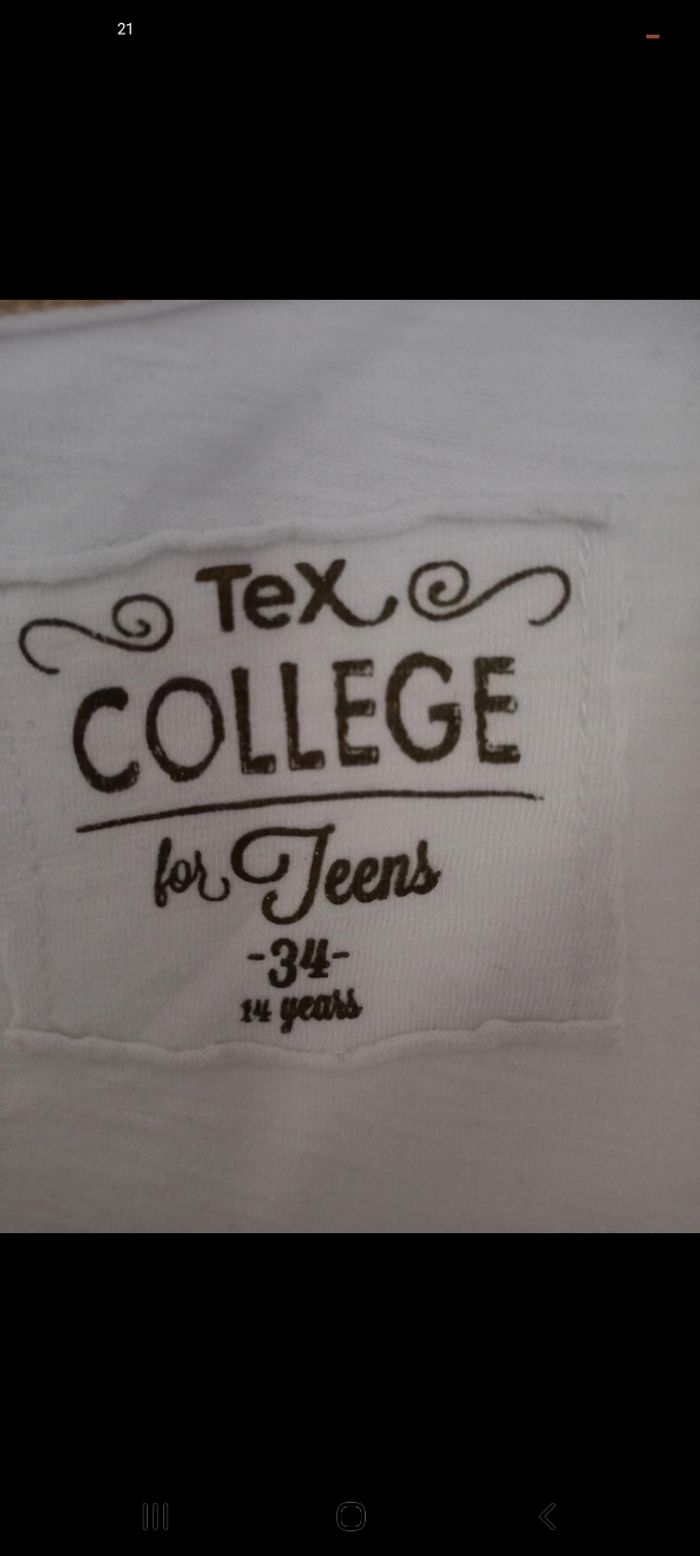 21
TeX
COLLEGE
for Teens
-34-
14 years